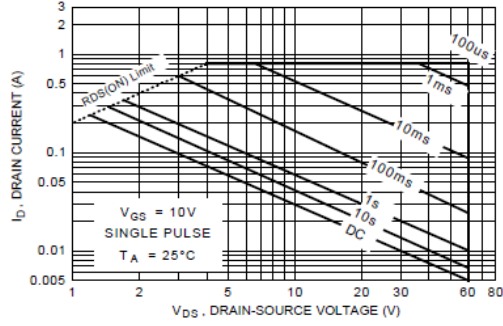 I_D, DRAIN CURRENT (A)
2
1
0.5
0.1
0.05
0.01
0.005
RDS(ON) Limit
100us
1ms
10ms
100ms
1s
10s
DC
V_GS = 10V
SINGLE PULSE
T_A = 25°C
1 2 5 10 20 30 60 80
V_DS, DRAIN-SOURCE VOLTAGE (V)